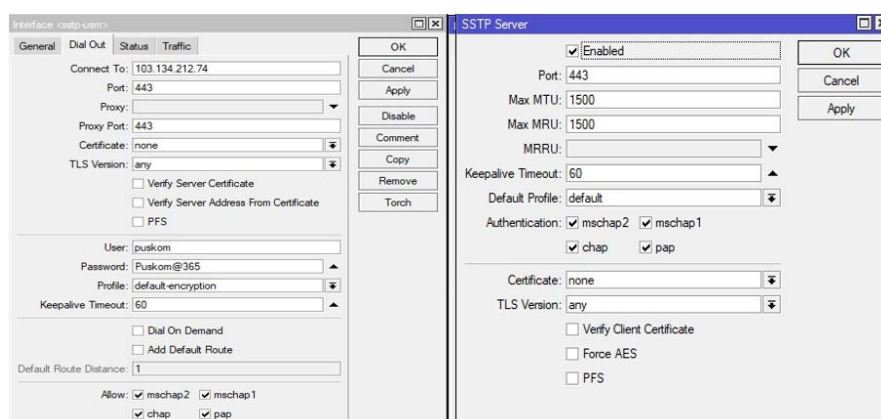 Interface <sstp-usm>
General Dial Out Status Traffic
Connect To: 103.134.212.74
Port: 443
Proxy:
Proxy Port: 443
Certificate: none
TLS Version: any
Verify Server Certificate
Verify Server Address From Certificate
PFS
User: puskom
Password: Puskom@365
Profile: default-encryption
Keepalive Timeout: 60
Dial On Demand
Add Default Route
Default Route Distance: 1
Allow: mschap2 mschap1
chap pap
OK
Cancel
Apply
Disable
Comment
Copy
Remove
Torch
SSTP Server
Enabled
Port: 443
Max MTU: 1500
Max MRU: 1500
MRRU:
Keepalive Timeout: 60
Default Profile: default
Authentication: mschap2 mschap1
chap pap
Certificate: none
TLS Version: any
Verify Client Certificate
Force AES
PFS
OK
Cancel
Apply